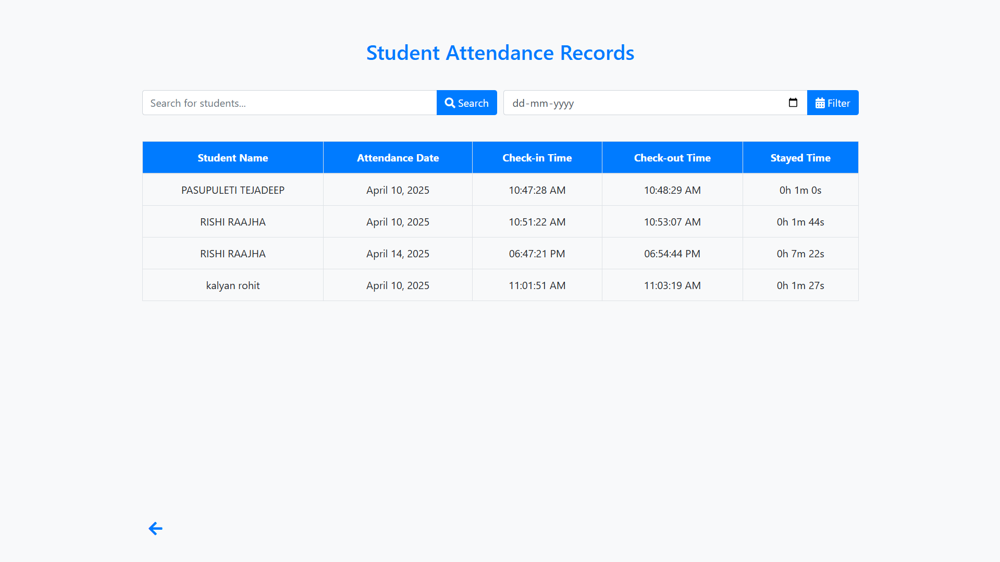 Student Attendance Records
Search for students... Search dd-mm-yyyy Filter
Student Name Attendance Date Check-in Time Check-out Time Stayed Time
PASUPULETI TEJADEEP April 10, 2025 10:47:28 AM 10:48:29 AM 0h 1m 0s
RISHI RAAJHA April 10, 2025 10:51:22 AM 10:53:07 AM 0h 1m 44s
RISHI RAAJHA April 14, 2025 06:47:21 PM 06:54:44 PM 0h 7m 22s
kalyan rohit April 10, 2025 11:01:51 AM 11:03:19 AM 0h 1m 27s